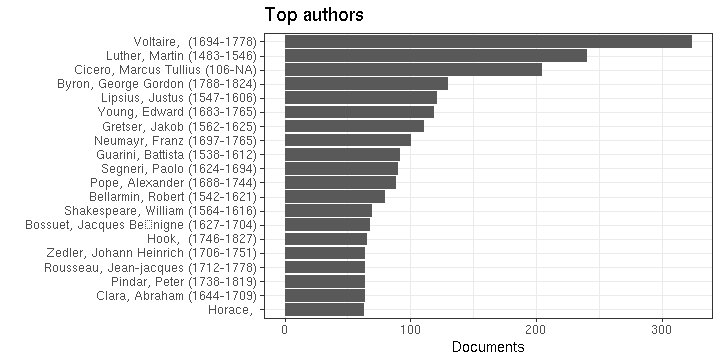 Top authors
Voltaire,  (1694-1778)
Luther, Martin (1483-1546)
Cicero, Marcus Tullius (106-NA)
Byron, George Gordon (1788-1824)
Lipsius, Justus (1547-1606)
Young, Edward (1683-1765)
Gretser, Jakob (1562-1625)
Neumayr, Franz (1697-1765)
Guarini, Battista (1538-1612)
Segneri, Paolo (1624-1694)
Pope, Alexander (1688-1744)
Bellarmin, Robert (1542-1621)
Shakespeare, William (1564-1616)
Bossuet, Jacques Be▯nigne (1627-1704)
Hook,  (1746-1827)
Zedler, Johann Heinrich (1706-1751)
Rousseau, Jean-jacques (1712-1778)
Pindar, Peter (1738-1819)
Clara, Abraham (1644-1709)
Horace,
0 100 200 300
Documents